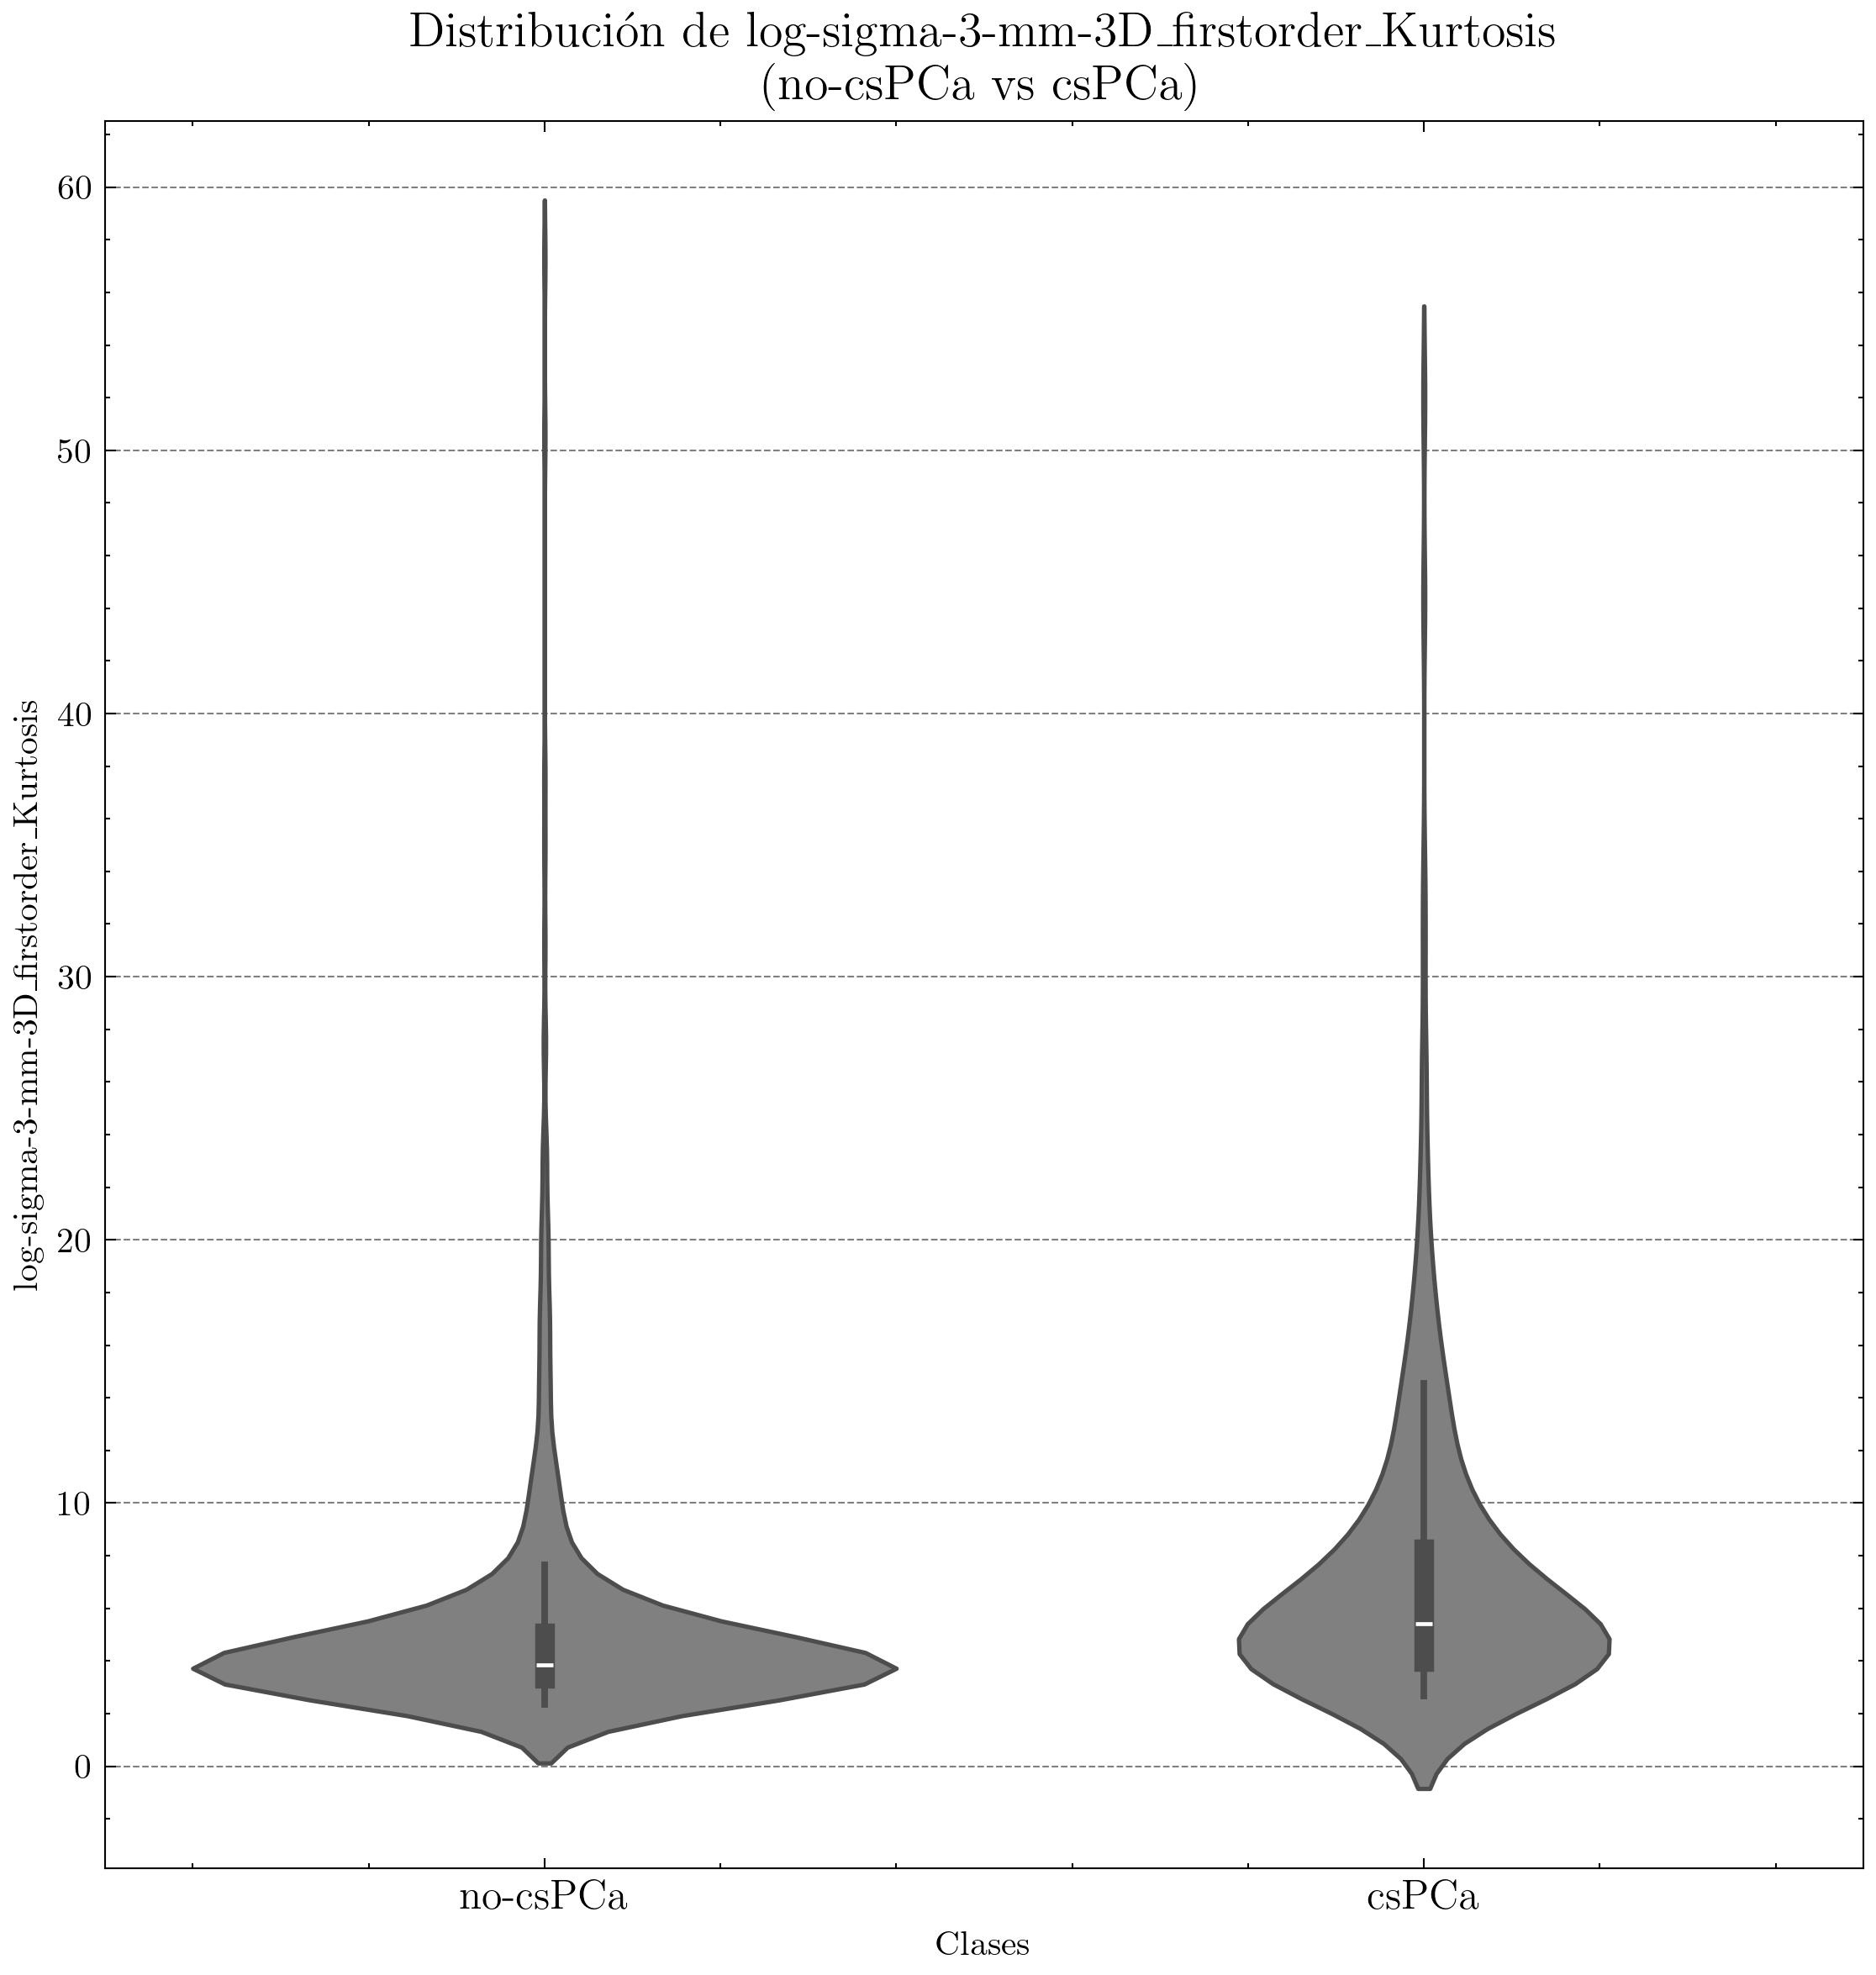 Distribución de log-sigma-3-mm-3D_firstorder_Kurtosis
(no-csPCa vs csPCa)
log-sigma-3-mm-3D_firstorder_Kurtosis
60
50
40
30
20
10
0
no-csPCa
csPCa
Clases